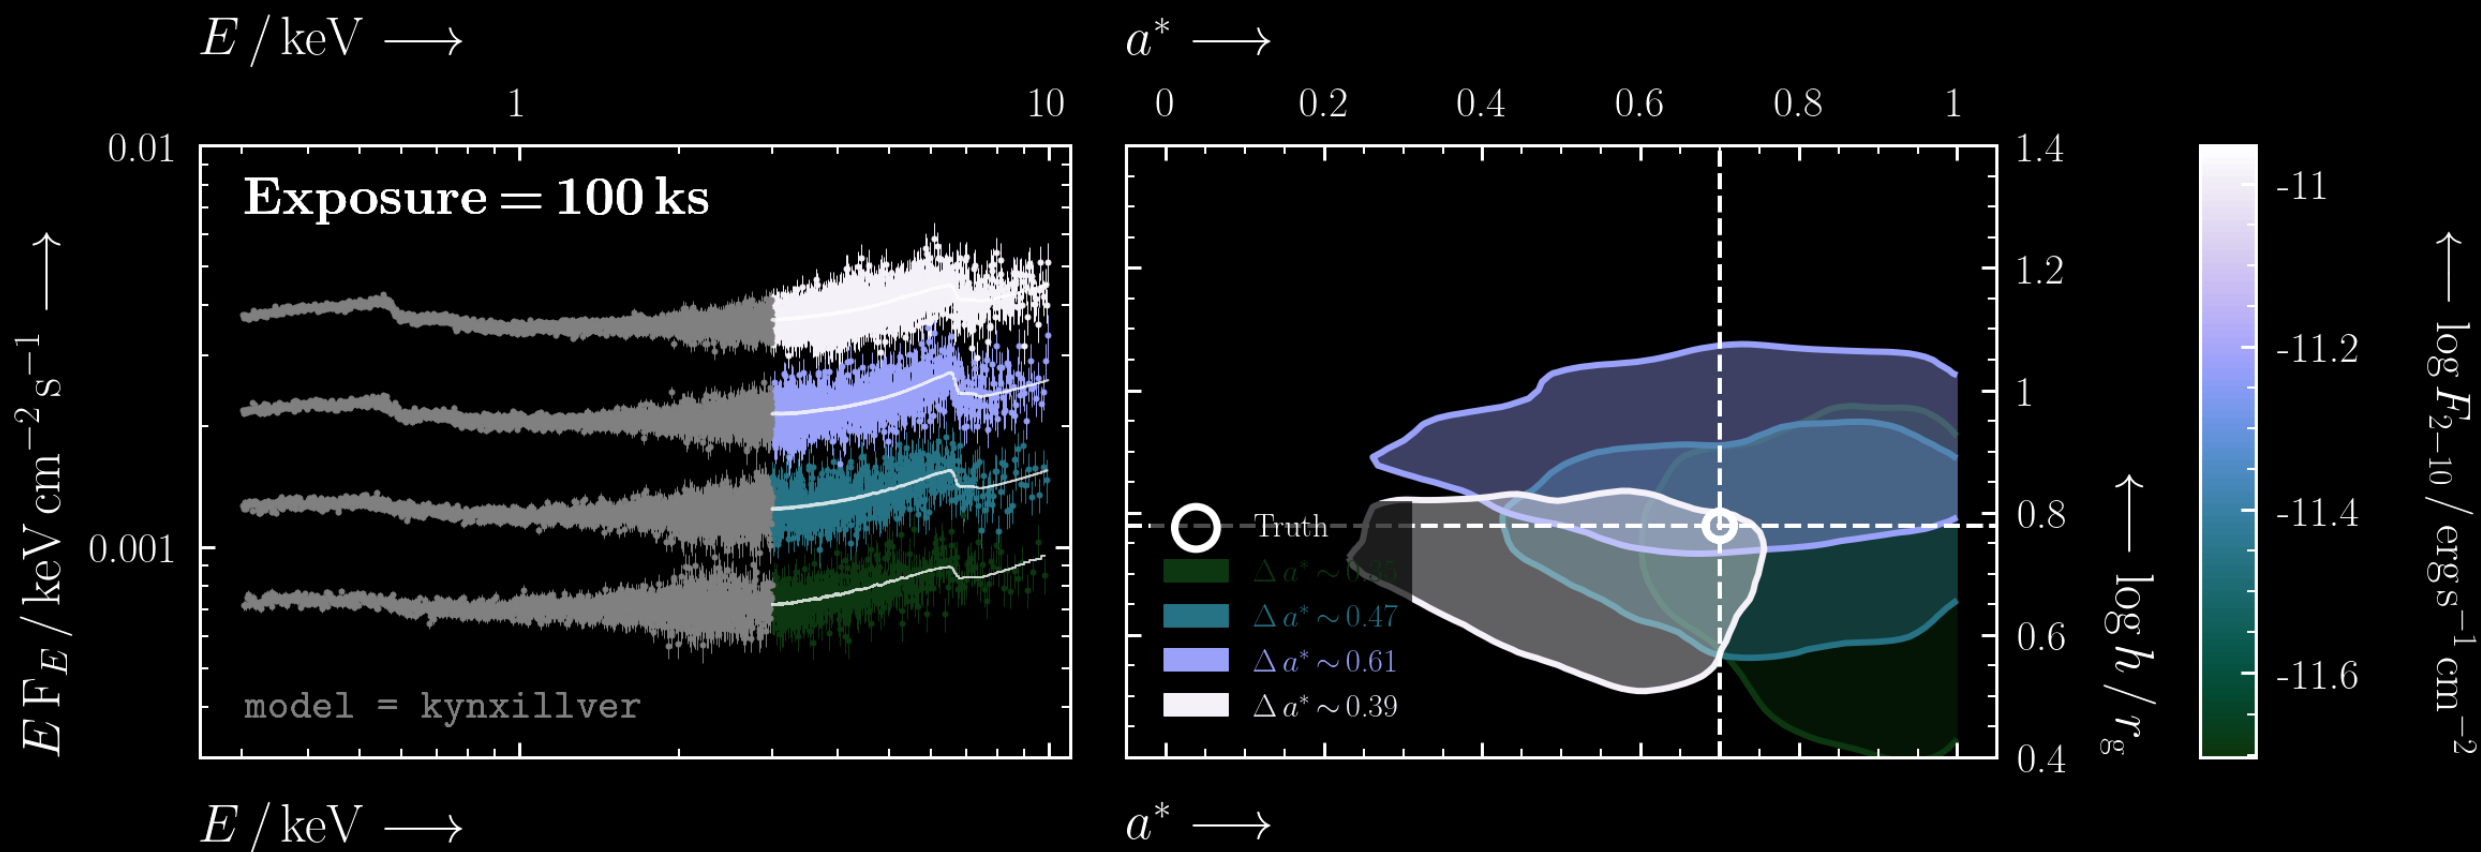 E / keV ⟶
a* ⟶
1
10
0
0.2
0.4
0.6
0.8
1
0.01
0.001
E F_E / keV cm⁻² s⁻¹ ⟶
Exposure = 100 ks
model = kynxillver
Truth
Δ a* ~ 0.35
Δ a* ~ 0.47
Δ a* ~ 0.61
Δ a* ~ 0.39
1.4
1.2
1
0.8
0.6
0.4
⟵ log h / r_g
-11
-11.2
-11.4
-11.6
⟵ log F₂₋₁₀ / erg s⁻¹ cm⁻²
E / keV ⟶
a* ⟶